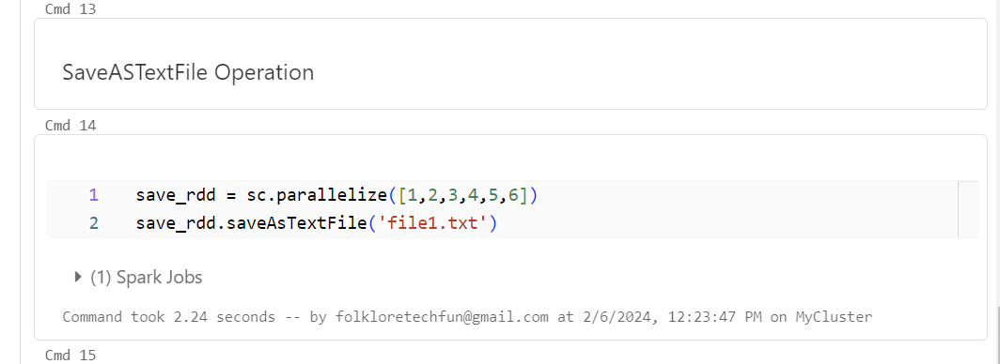 Cmd 13
SaveASTextFile Operation
Cmd 14
1 save_rdd = sc.parallelize([1,2,3,4,5,6])
2 save_rdd.saveAsTextFile('file1.txt')
(1) Spark Jobs
Command took 2.24 seconds -- by folkloretechfun@gmail.com at 2/6/2024, 12:23:47 PM on MyCluster
Cmd 15